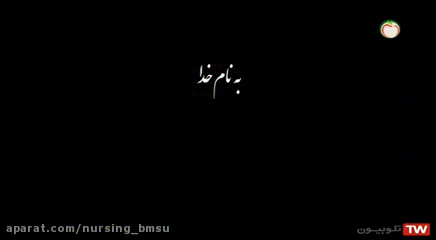 به نام خدا
aparat.com/nursing_bmsu
تلوبیون TW